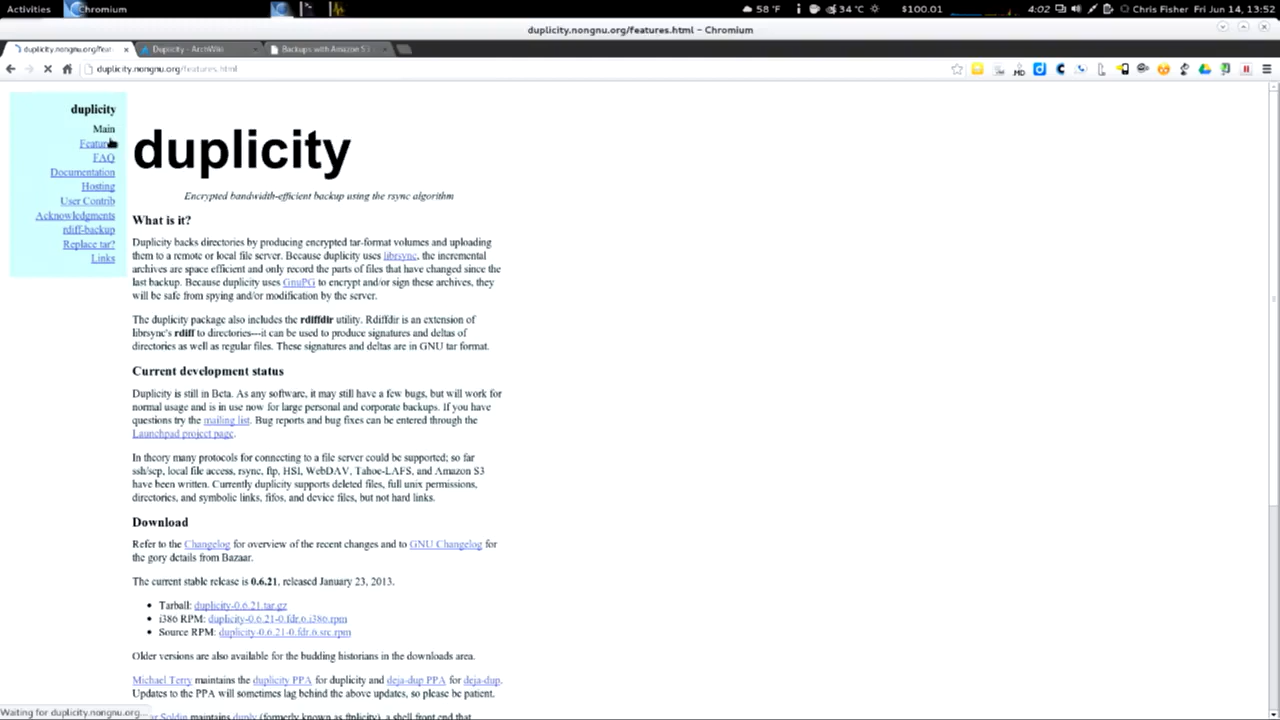 Activities Chromium 58 °F 34 °C $100.01 4:02 Chris Fisher Fri Jun 14, 13:52
duplicity.nongnu.org/features.html - Chromium
duplicity.nongnu.org/feat Duplicity - ArchWiki Backups with Amazon S3
duplicity.nongnu.org/features.html
duplicity
Main
Features
FAQ
Documentation
Hosting
User Contrib
Acknowledgments
rdiff-backup
Replace tar?
Links
duplicity
Encrypted bandwidth-efficient backup using the rsync algorithm
What is it?
Duplicity backs directories by producing encrypted tar-format volumes and uploading
them to a remote or local file server. Because duplicity uses librsync, the incremental
archives are space efficient and only record the parts of files that have changed since the
last backup. Because duplicity uses GnuPG to encrypt and/or sign these archives, they
will be safe from spying and/or modification by the server.
The duplicity package also includes the rdiffdir utility. Rdiffdir is an extension of
librsync's rdiff to directories---it can be used to produce signatures and deltas of
directories as well as regular files. These signatures and deltas are in GNU tar format.
Current development status
Duplicity is still in Beta. As any software, it may still have a few bugs, but will work for
normal usage and is in use now for large personal and corporate backups. If you have
questions try the mailing list. Bug reports and bug fixes can be entered through the
Launchpad project page.
In theory many protocols for connecting to a file server could be supported; so far
ssh/scp, local file access, rsync, ftp, HSI, WebDAV, Tahoe-LAFS, and Amazon S3
have been written. Currently duplicity supports deleted files, full unix permissions,
directories, and symbolic links, fifos, and device files, but not hard links.
Download
Refer to the Changelog for overview of the recent changes and to GNU Changelog for
the gory details from Bazaar.
The current stable release is 0.6.21, released January 23, 2013.
• Tarball: duplicity-0.6.21.tar.gz
• i386 RPM: duplicity-0.6.21-0.fdr.6.i386.rpm
• Source RPM: duplicity-0.6.21-0.fdr.6.src.rpm
Older versions are also available for the budding historians in the downloads area.
Michael Terry maintains the duplicity PPA for duplicity and deja-dup PPA for deja-dup.
Updates to the PPA will sometimes lag behind the above updates, so please be patient.
Soldin maintains duply (formerly known as ftplicity), a shell front end that
Waiting for duplicity.nongnu.org...